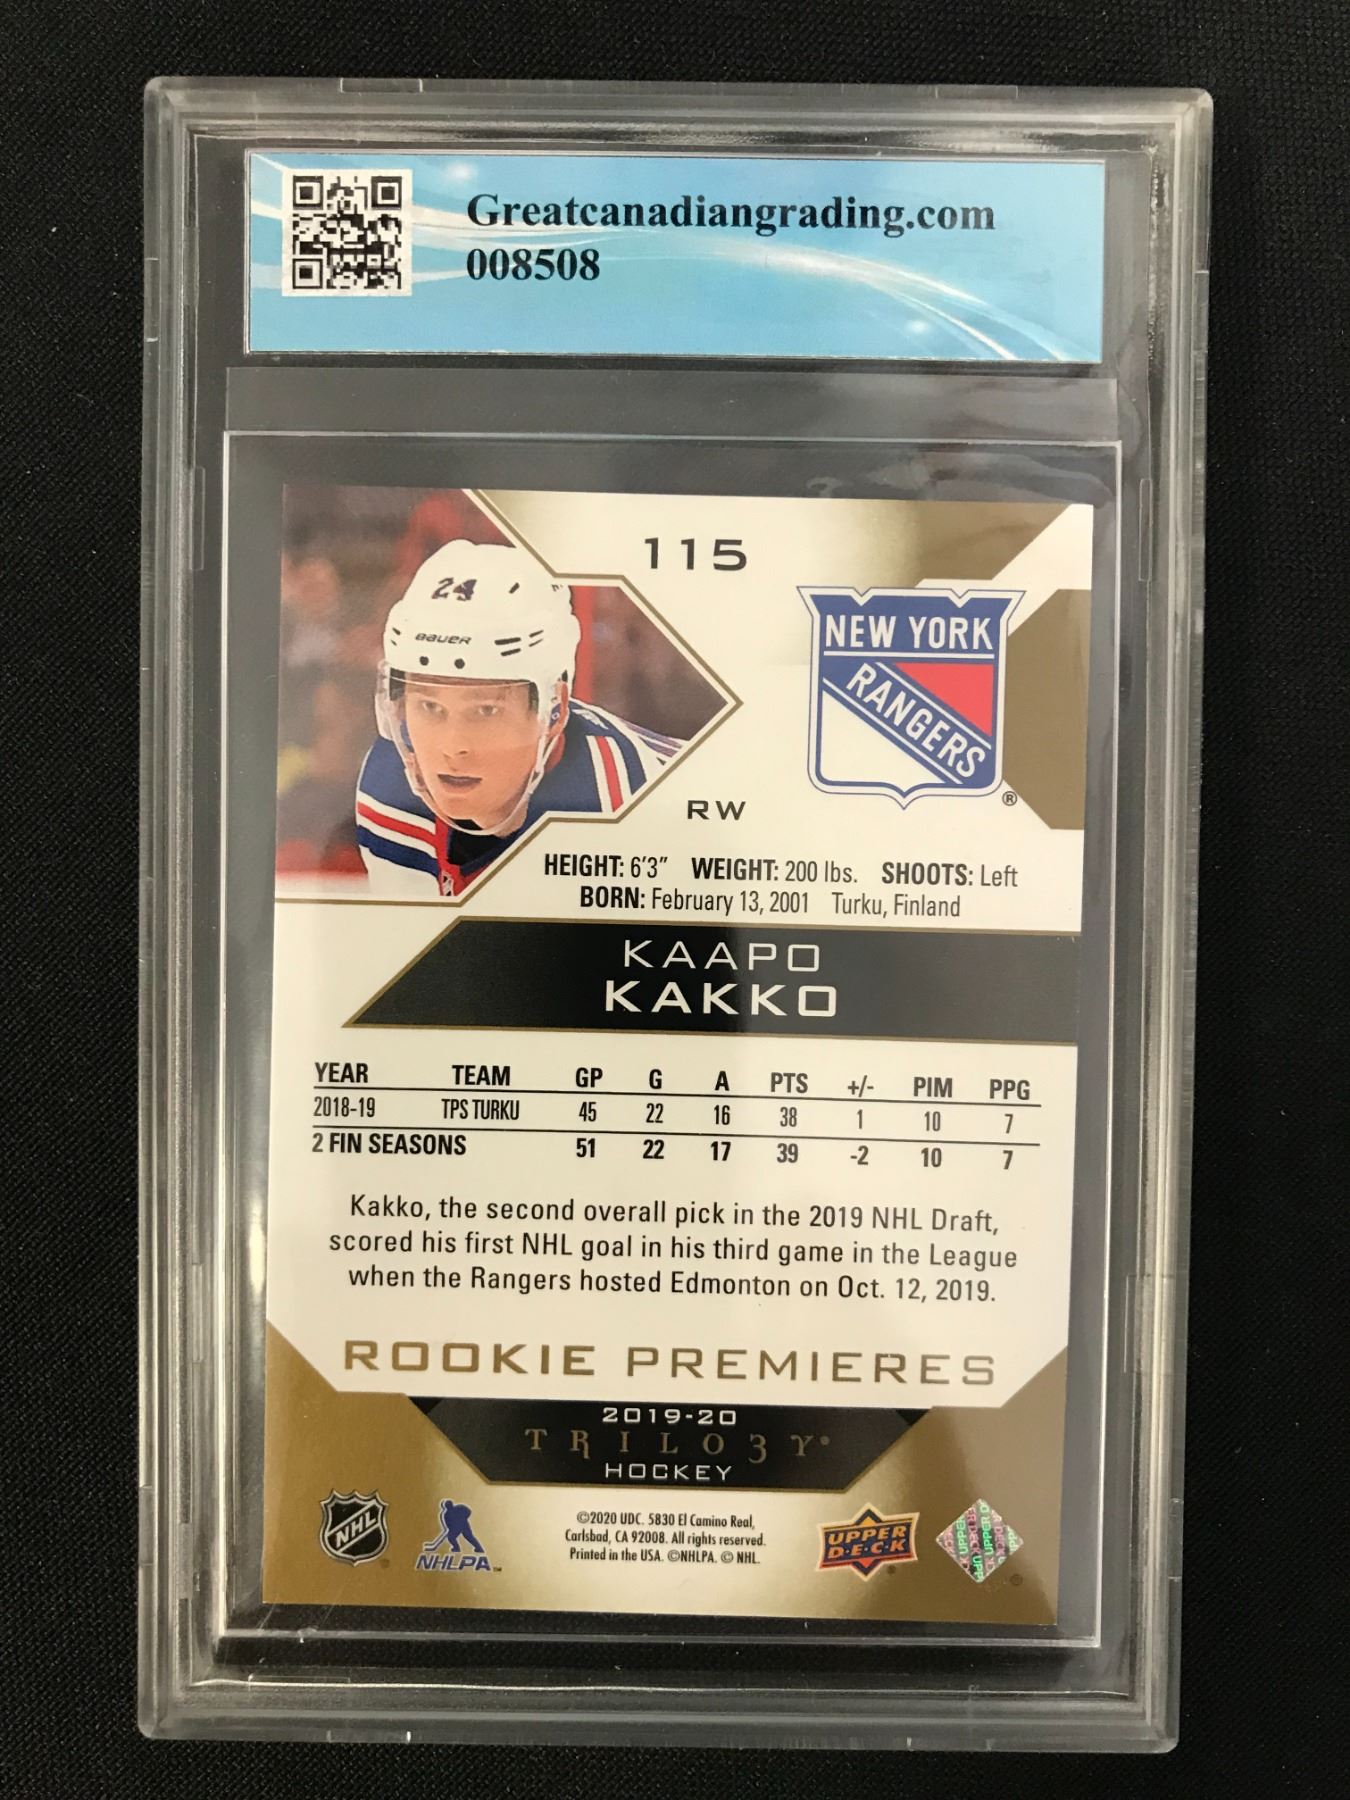 Greatcanadiangrading.com
008508
115
24
BAUER
NEW YORK
RANGERS
®
RW
HEIGHT: 6'3" WEIGHT: 200 lbs. SHOOTS: Left
BORN: February 13, 2001 Turku, Finland
KAAPO
KAKKO
YEAR TEAM GP G A PTS +/- PIM PPG
2018-19 TPS TURKU 45 22 16 38 1 10 7
2 FIN SEASONS 51 22 17 39 -2 10 7
Kakko, the second overall pick in the 2019 NHL Draft,
scored his first NHL goal in his third game in the League
when the Rangers hosted Edmonton on Oct. 12, 2019.
ROOKIE PREMIERES
2019-20
TRILO3Y®
HOCKEY
NHL
NHLPA™
©2020 UDC. 5830 El Camino Real,
Carlsbad, CA 92008. All rights reserved.
Printed in the USA. ©NHLPA. © NHL.
UPPER
D·E·C·K
UPPER DECK